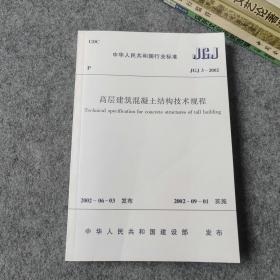 UDC
中华人民共和国行业标准
JGJ
P
JGJ 3-2002
高层建筑混凝土结构技术规程
Technical specification for concrete structures of tall building
2002-06-03 发布
2002-09-01 实施
中华人民共和国建设部 发布